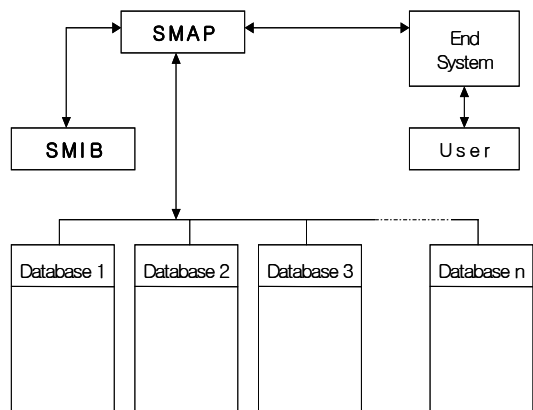 SMAP
End
System
SMIB
User
Database 1
Database 2
Database 3
Database n